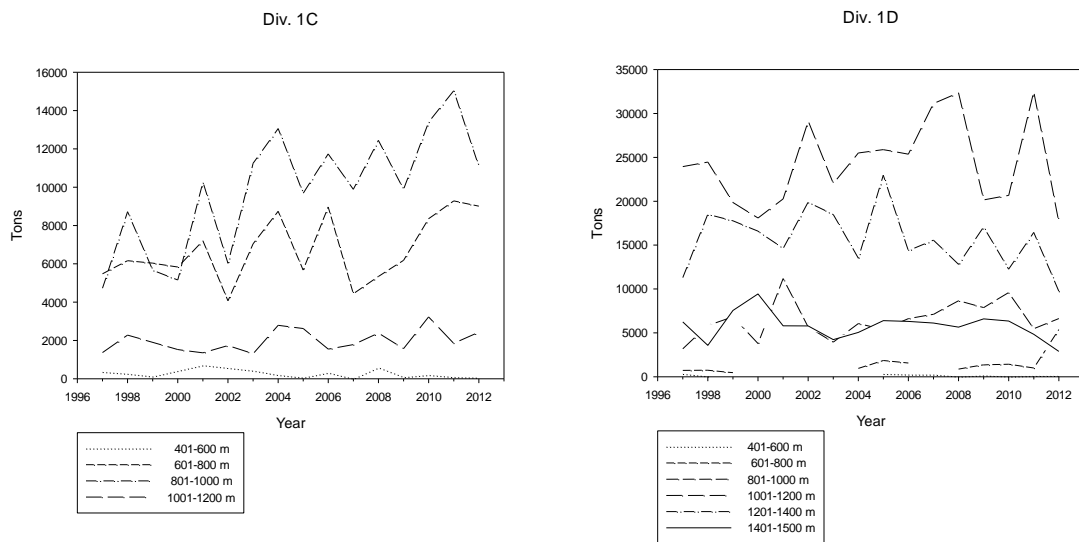 Div. 1C
16000
14000
12000
10000
8000
6000
4000
2000
0
Tons
1996 1998 2000 2002 2004 2006 2008 2010 2012
Year
401-600 m
601-800 m
801-1000 m
1001-1200 m
Div. 1D
35000
30000
25000
20000
15000
10000
5000
0
Tons
1996 1998 2000 2002 2004 2006 2008 2010 2012
Year
401-600 m
601-800 m
801-1000 m
1001-1200 m
1201-1400 m
1401-1500 m